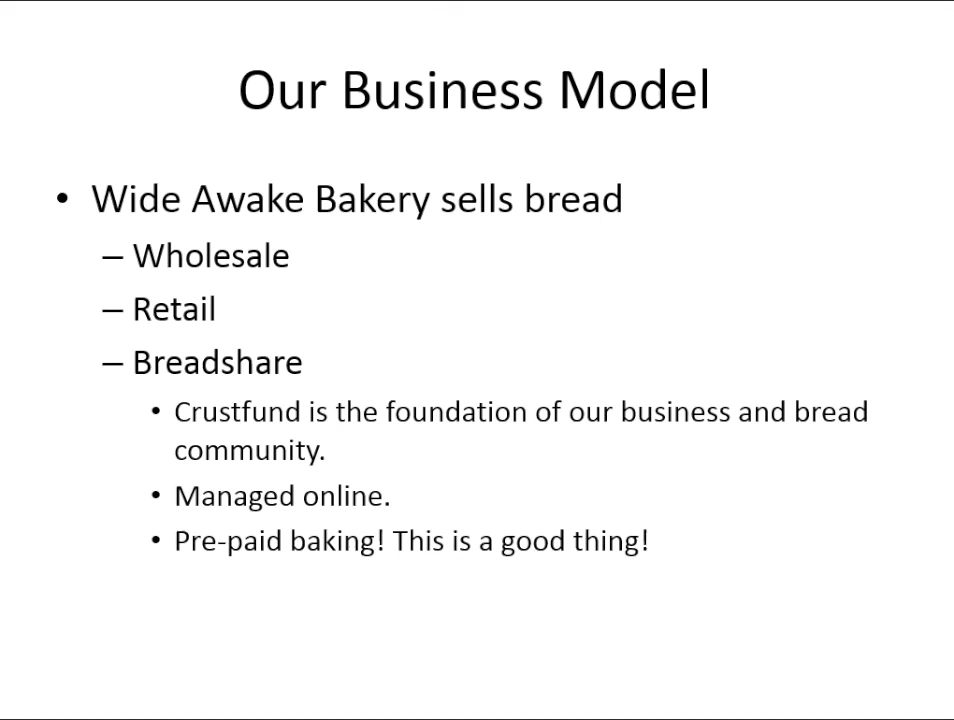 Our Business Model
• Wide Awake Bakery sells bread
– Wholesale
– Retail
– Breadshare
• Crustfund is the foundation of our business and bread
community.
• Managed online.
• Pre-paid baking! This is a good thing!